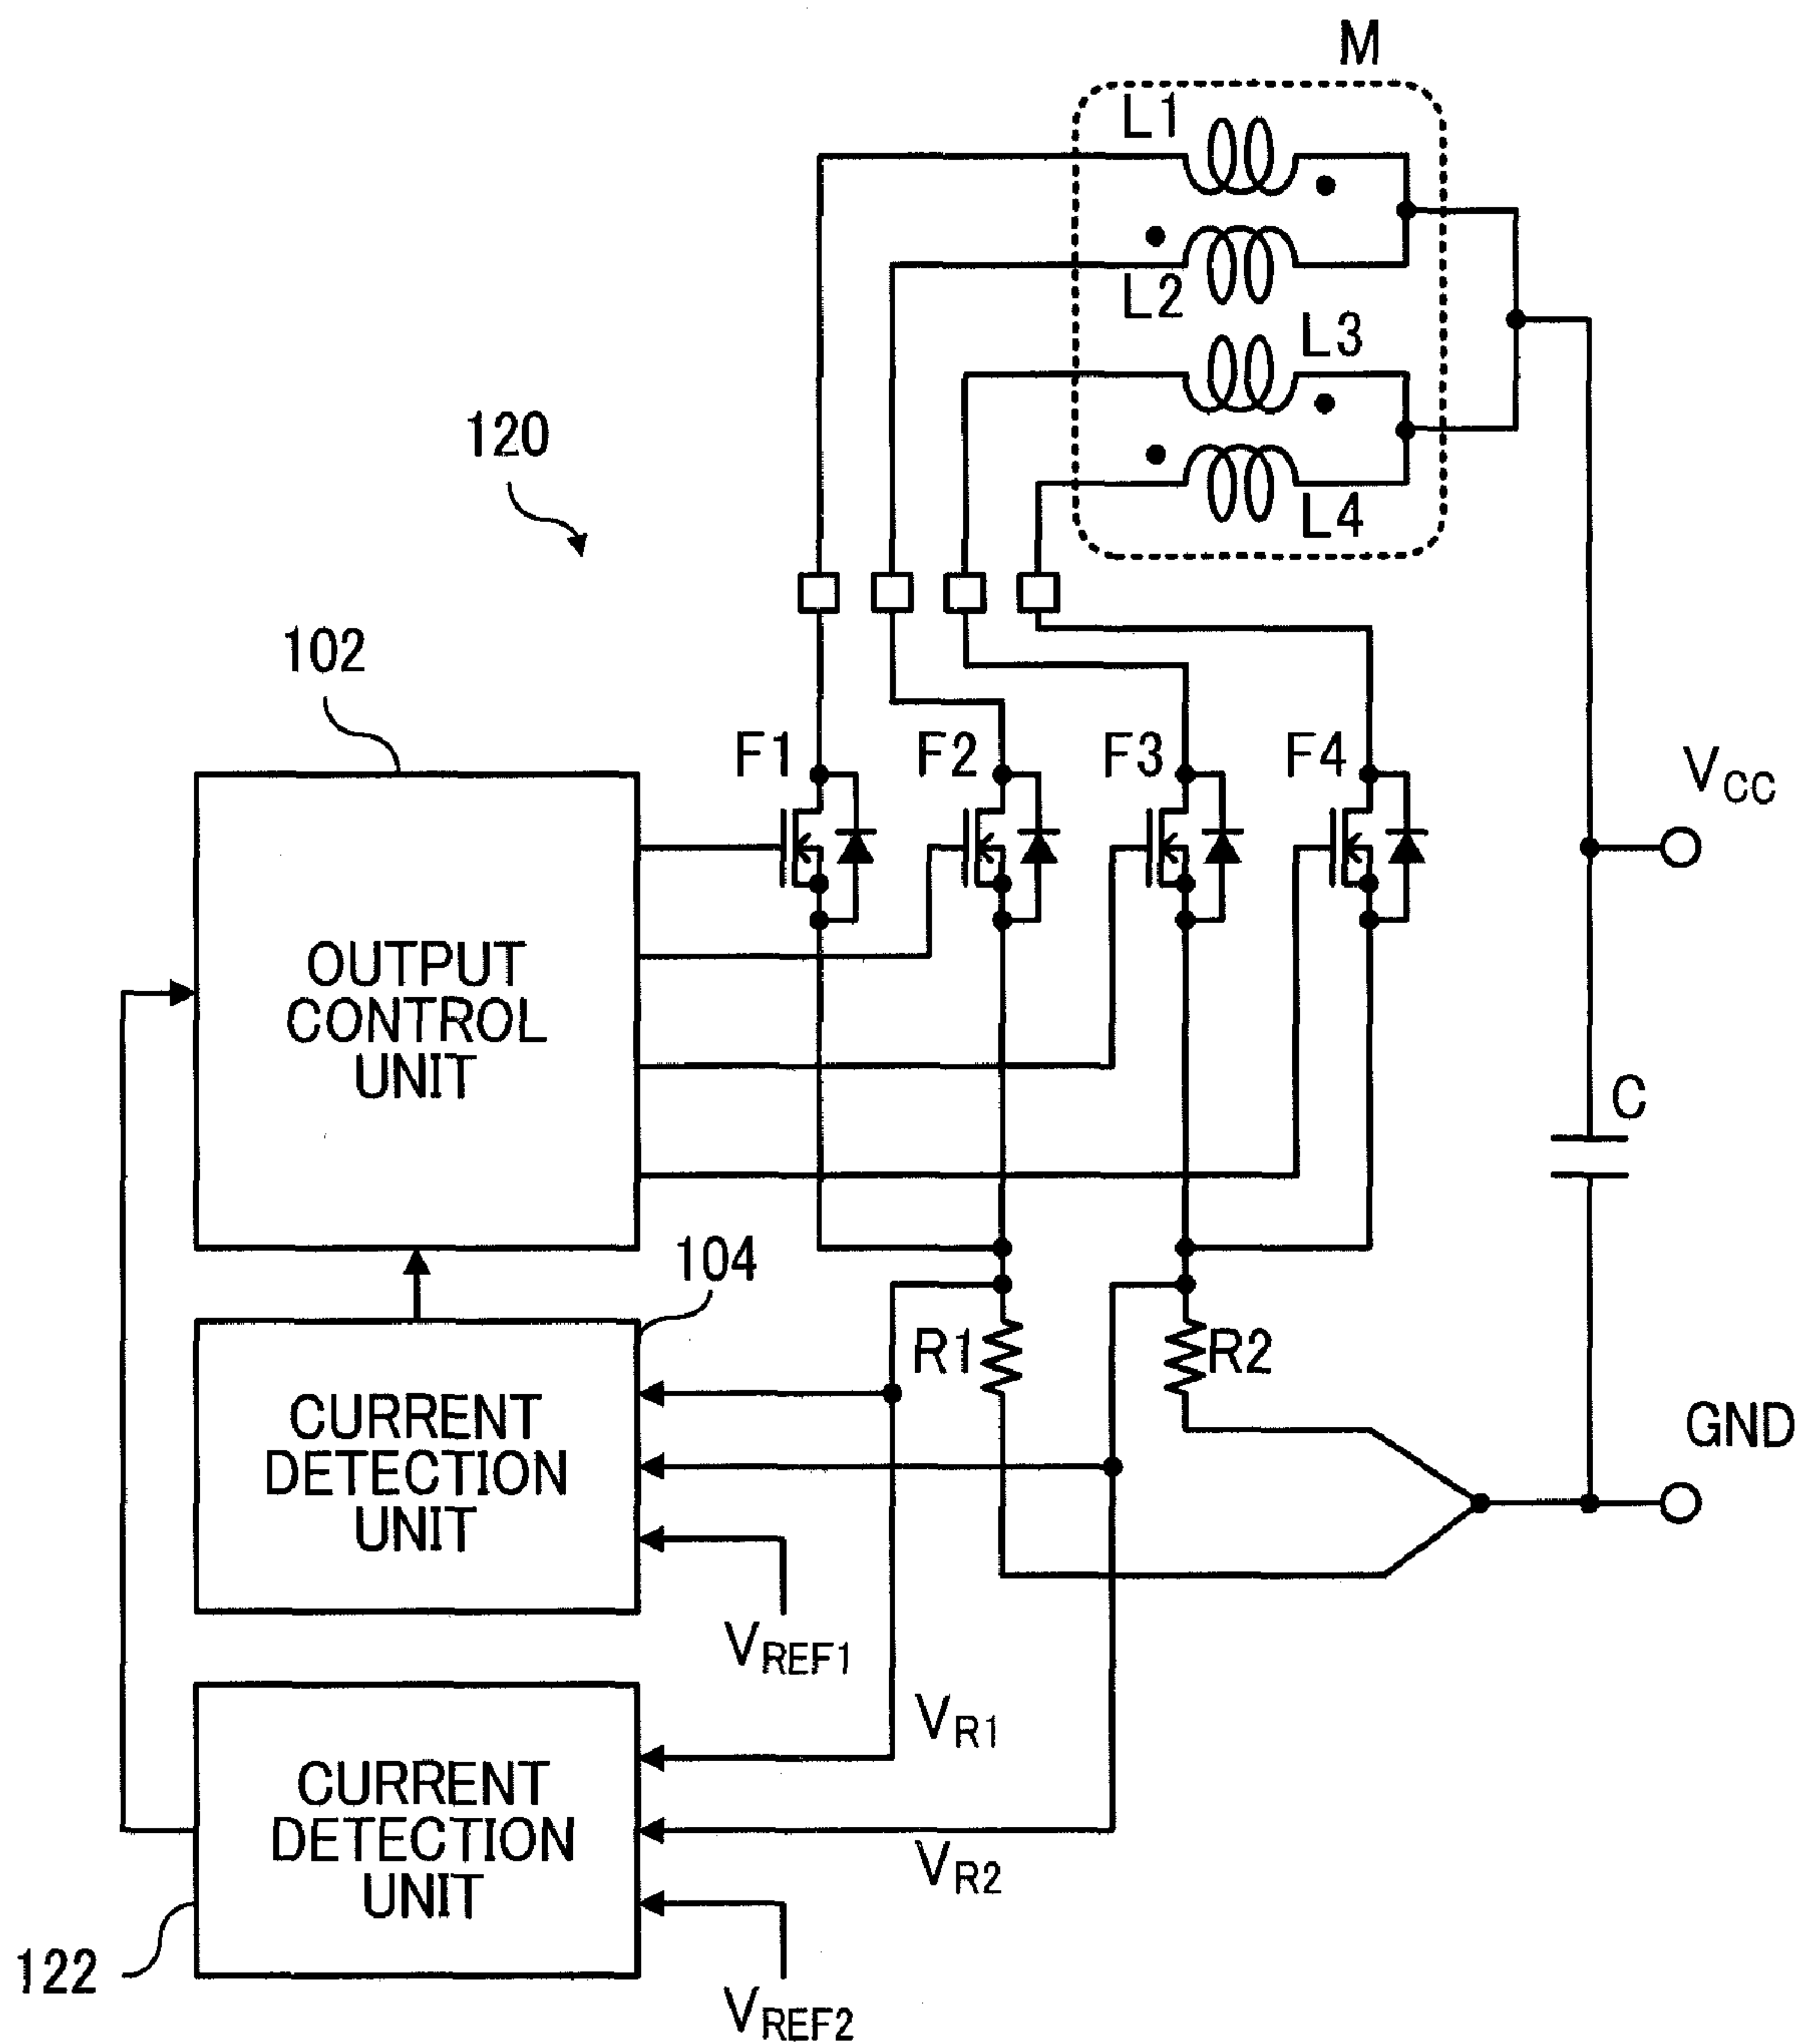 M
L1
L2
L3
L4
120
102
F1
F2
F3
F4
VCC
OUTPUT
CONTROL
UNIT
C
104
R1
R2
CURRENT
DETECTION
UNIT
GND
VREF1
VR1
CURRENT
DETECTION
UNIT
VR2
122
VREF2